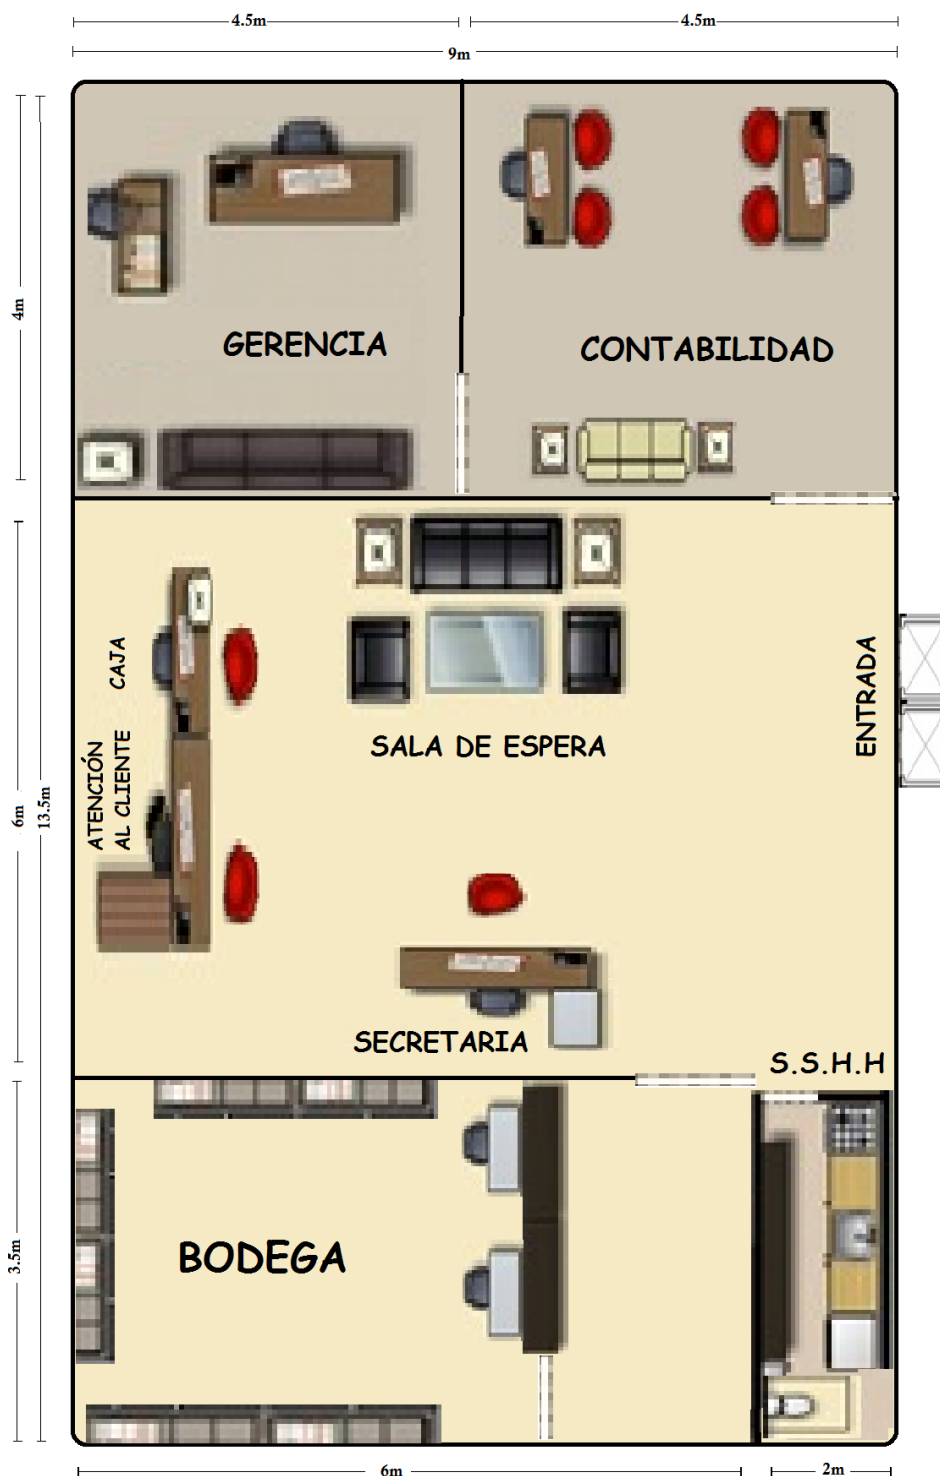 4.5m
4.5m
9m
4m
GERENCIA
CONTABILIDAD
CAJA
ENTRADA
SALA DE ESPERA
ATENCIÓN
AL CLIENTE
6m
13.5m
SECRETARIA
S.S.H.H
3.5m
BODEGA
6m
2m